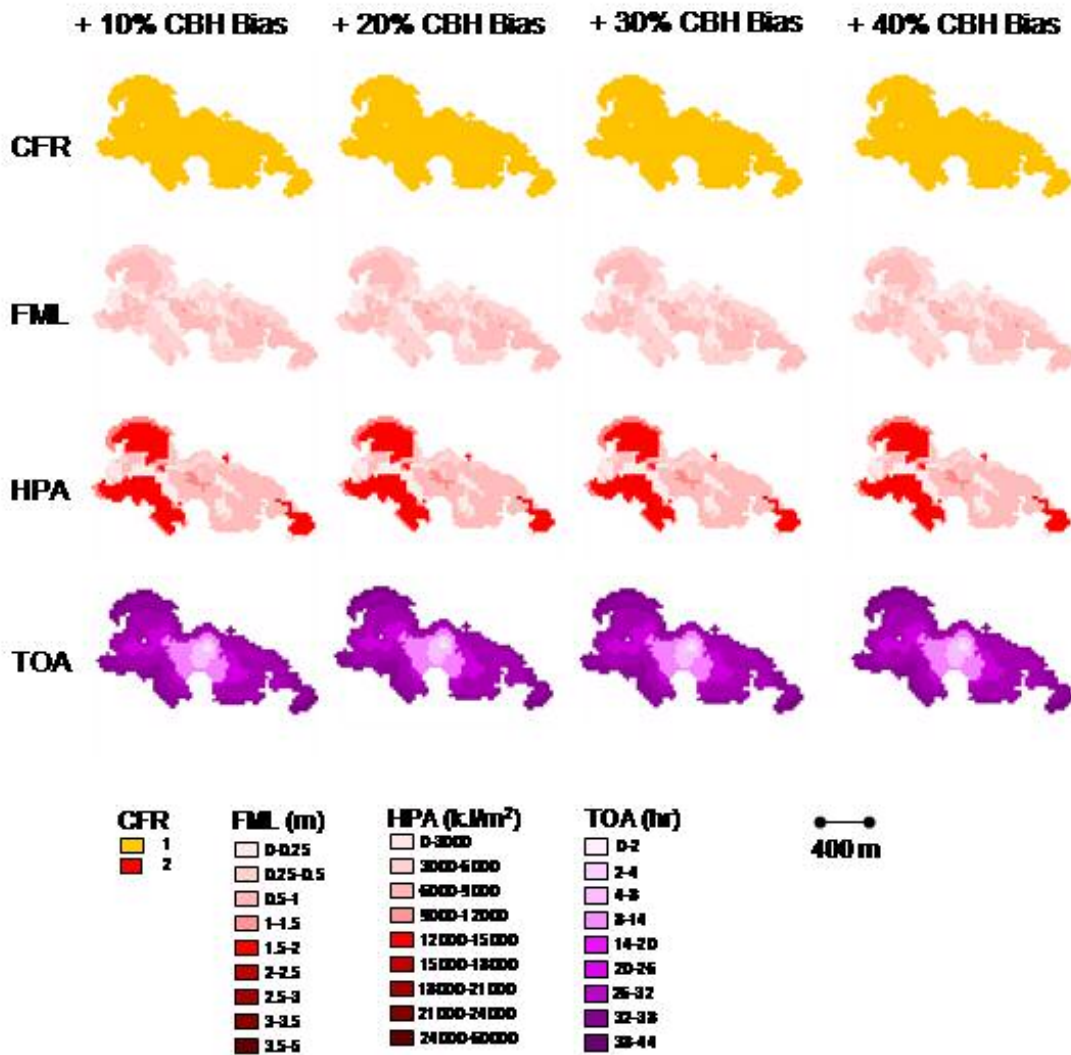 + 10% CBH Bias + 20% CBH Bias + 30% CBH Bias + 40% CBH Bias
CFR
FML
HPA
TOA
CFR
1
2
FML (m)
0-0.25
0.25-0.5
0.5-1
1-1.5
1.5-2
2-2.5
2.5-3
3-3.5
3.5-6
HPA (kJ/m²)
0-3000
3000-6000
6000-9000
9000-12000
12000-15000
15000-18000
18000-21000
21000-24000
24000-60000
TOA (hr)
0-2
2-4
4-8
8-14
14-20
20-26
26-32
32-38
38-44
400 m